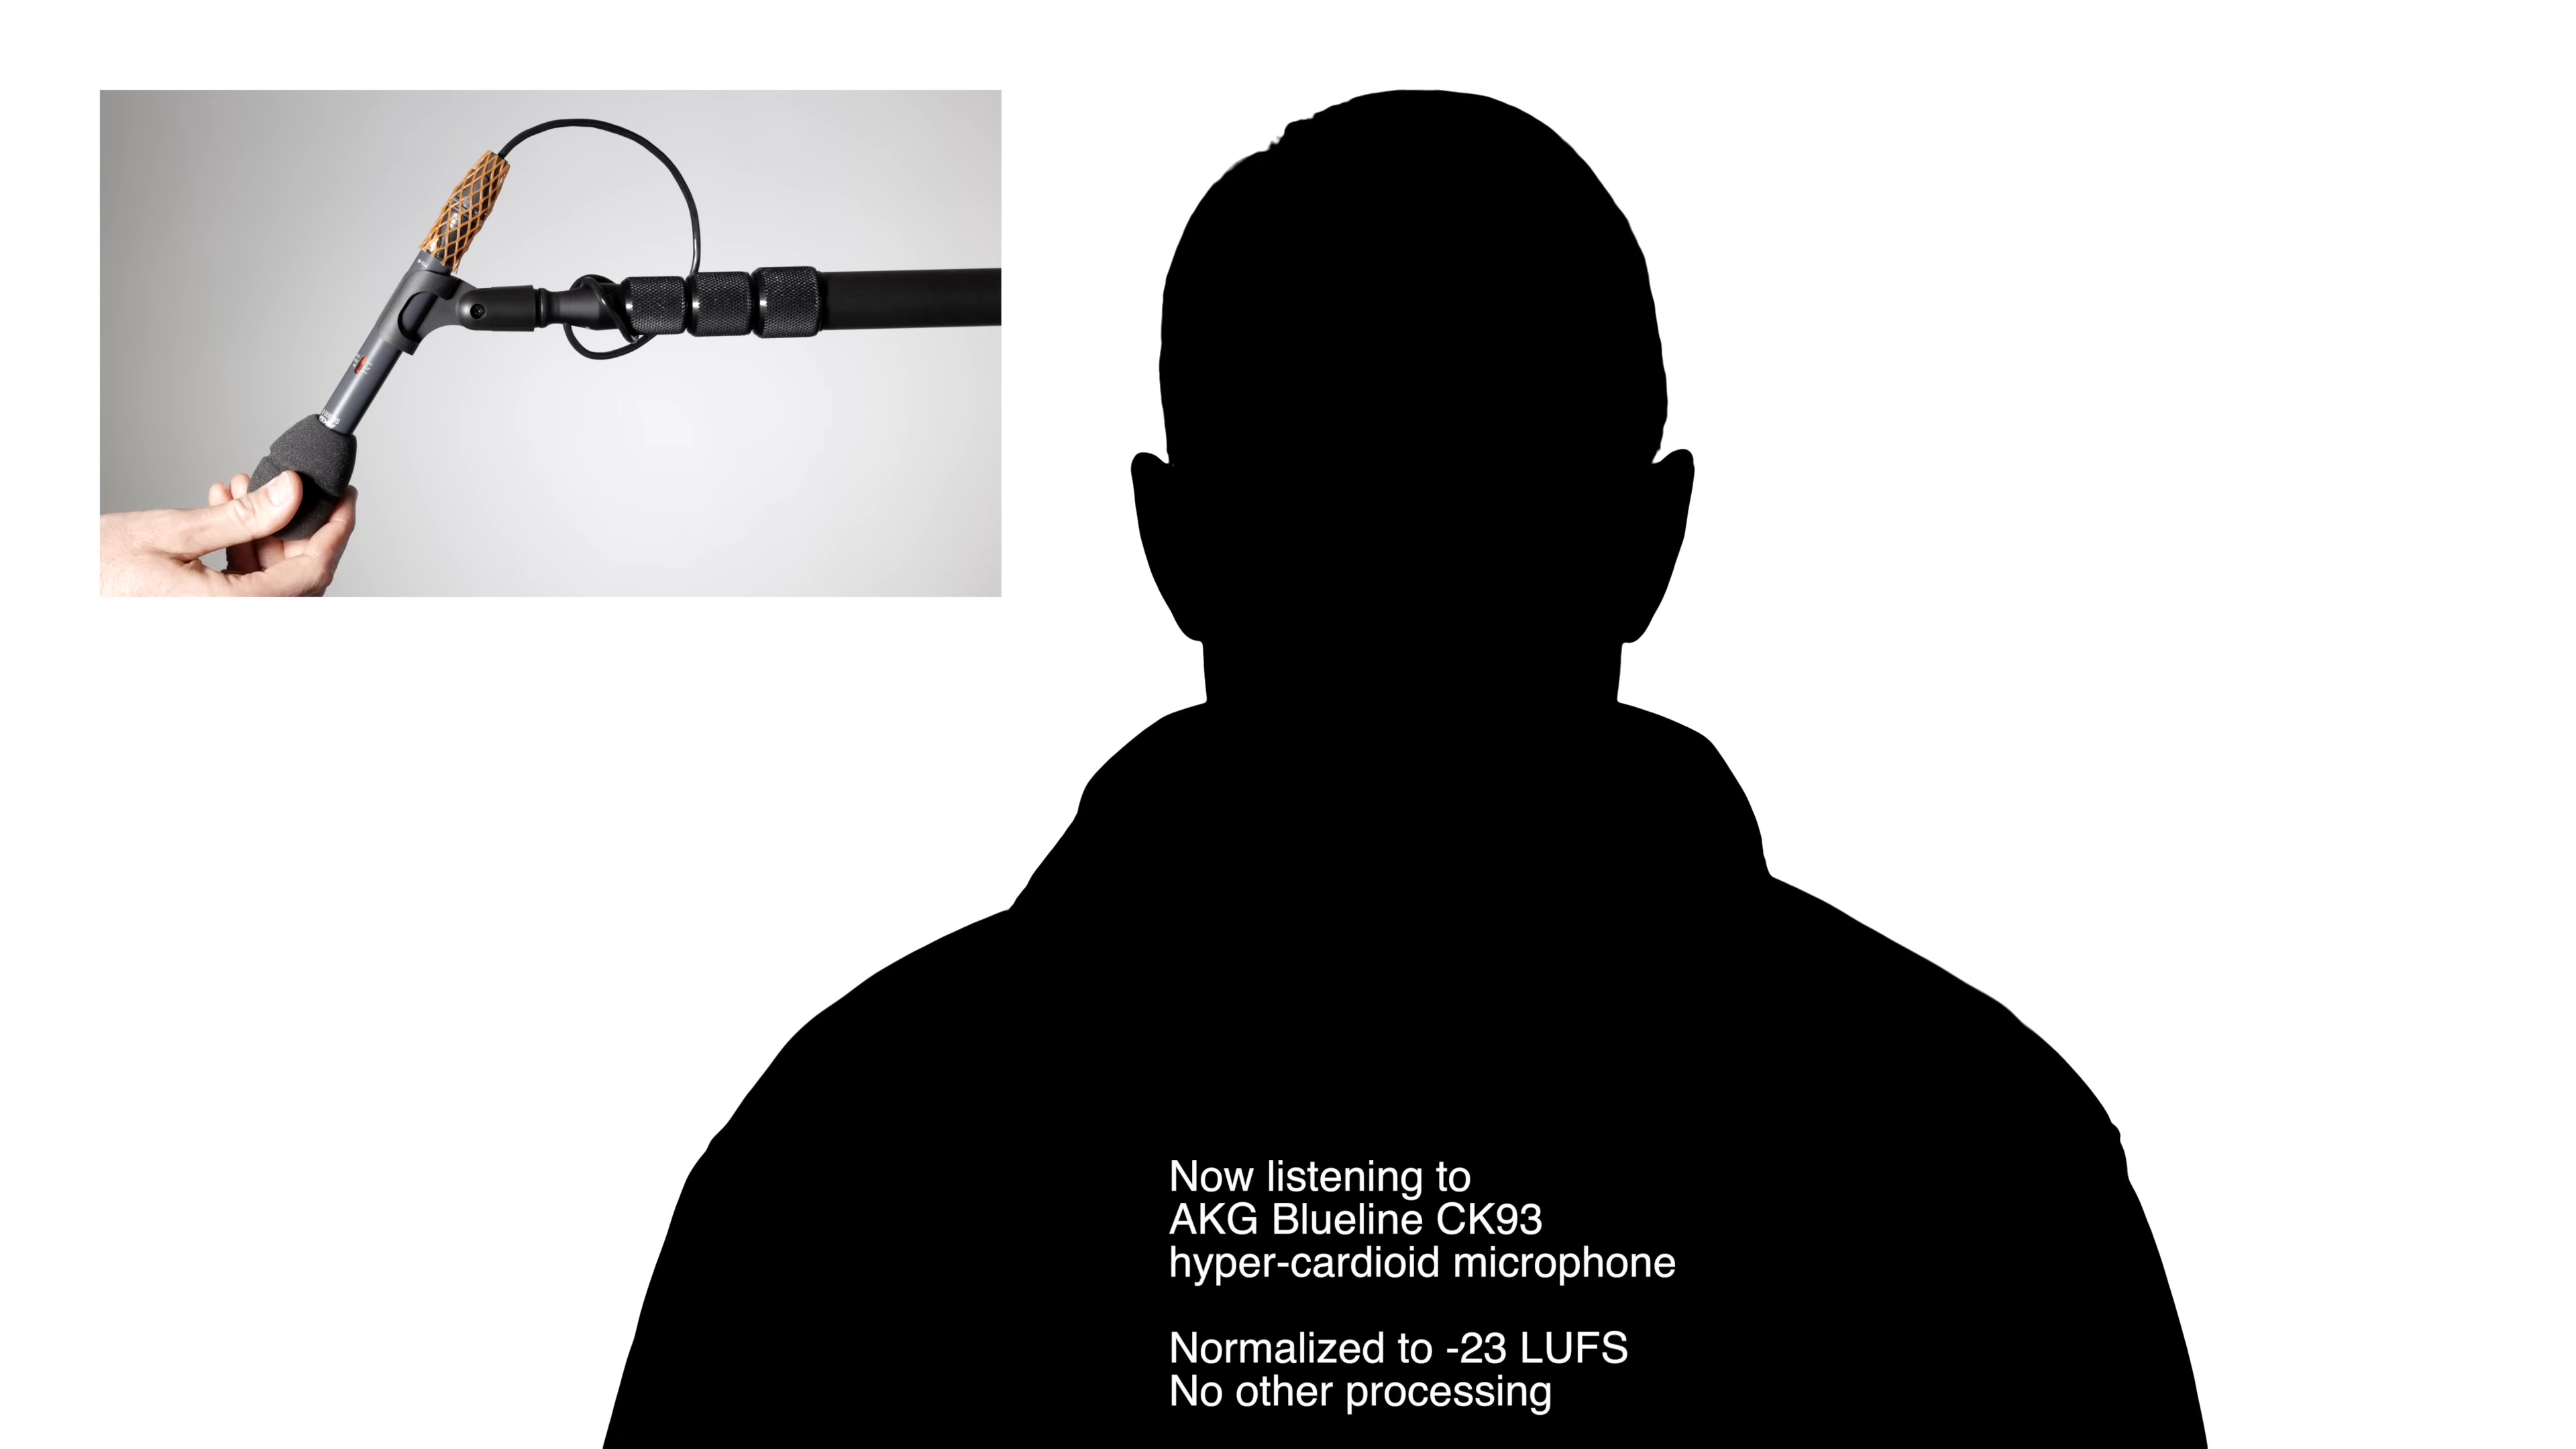 Now listening to
AKG Blueline CK93
hyper-cardioid microphone
Normalized to -23 LUFS
No other processing